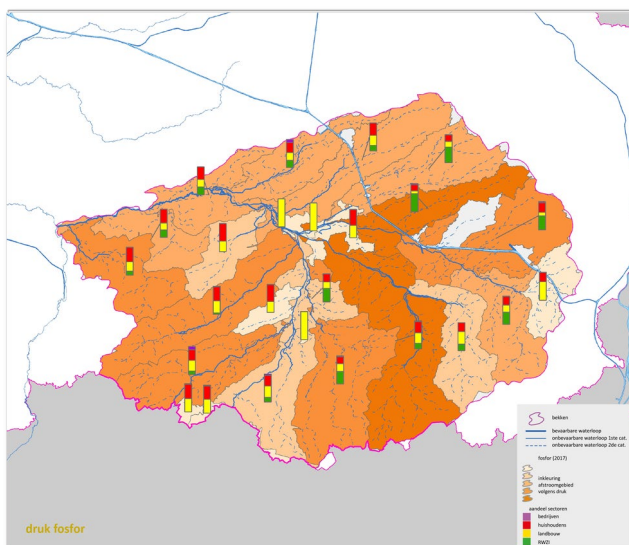 bekken
bevaarbare waterloop
onbevaarbare waterloop 1ste cat.
onbevaarbare waterloop 2de cat.
fosfor (2017)
inkleuring
afstroomgebied
volgens druk
aandeel sectoren
bedrijven
huishoudens
landbouw
RWZI
druk fosfor